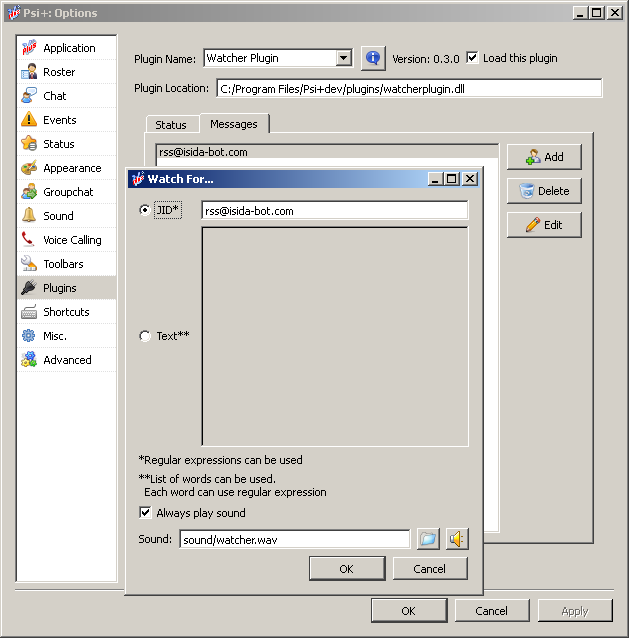 Psi+: Options
Application
Roster
Chat
Events
Status
Appearance
Groupchat
Sound
Voice Calling
Toolbars
Plugins
Shortcuts
Misc.
Advanced
Plugin Name: Watcher Plugin Version: 0.3.0 Load this plugin
Plugin Location: C:/Program Files/Psi+dev/plugins/watcherplugin.dll
Status Messages
rss@isida-bot.com
Add
Delete
Edit
Watch For...
JID* rss@isida-bot.com
Text**
*Regular expressions can be used
**List of words can be used.
Each word can use regular expression
Always play sound
Sound: sound/watcher.wav
OK Cancel
OK Cancel Apply